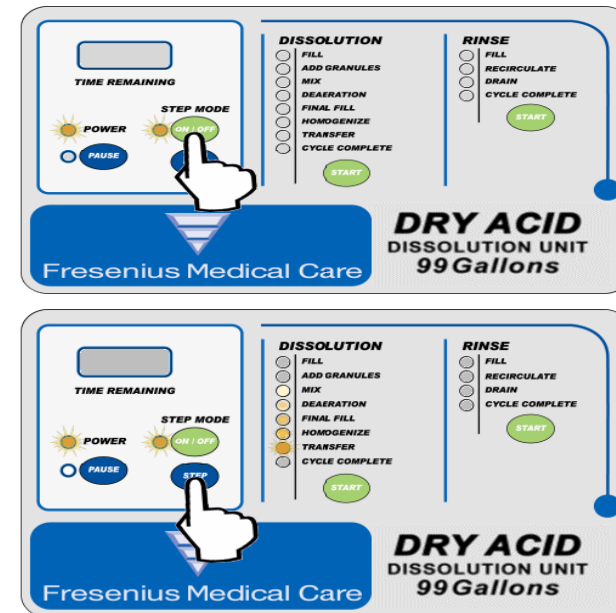 TIME REMAINING
STEP MODE
POWER
ON / OFF
PAUSE
DISSOLUTION
FILL
ADD GRANULES
MIX
DEAERATION
FINAL FILL
HOMOGENIZE
TRANSFER
CYCLE COMPLETE
START
RINSE
FILL
RECIRCULATE
DRAIN
CYCLE COMPLETE
START
Fresenius Medical Care
DRY ACID
DISSOLUTION UNIT
99Gallons
TIME REMAINING
STEP MODE
POWER
ON / OFF
PAUSE
STEP
DISSOLUTION
FILL
ADD GRANULES
MIX
DEAERATION
FINAL FILL
HOMOGENIZE
TRANSFER
CYCLE COMPLETE
START
RINSE
FILL
RECIRCULATE
DRAIN
CYCLE COMPLETE
START
Fresenius Medical Care
DRY ACID
DISSOLUTION UNIT
99Gallons